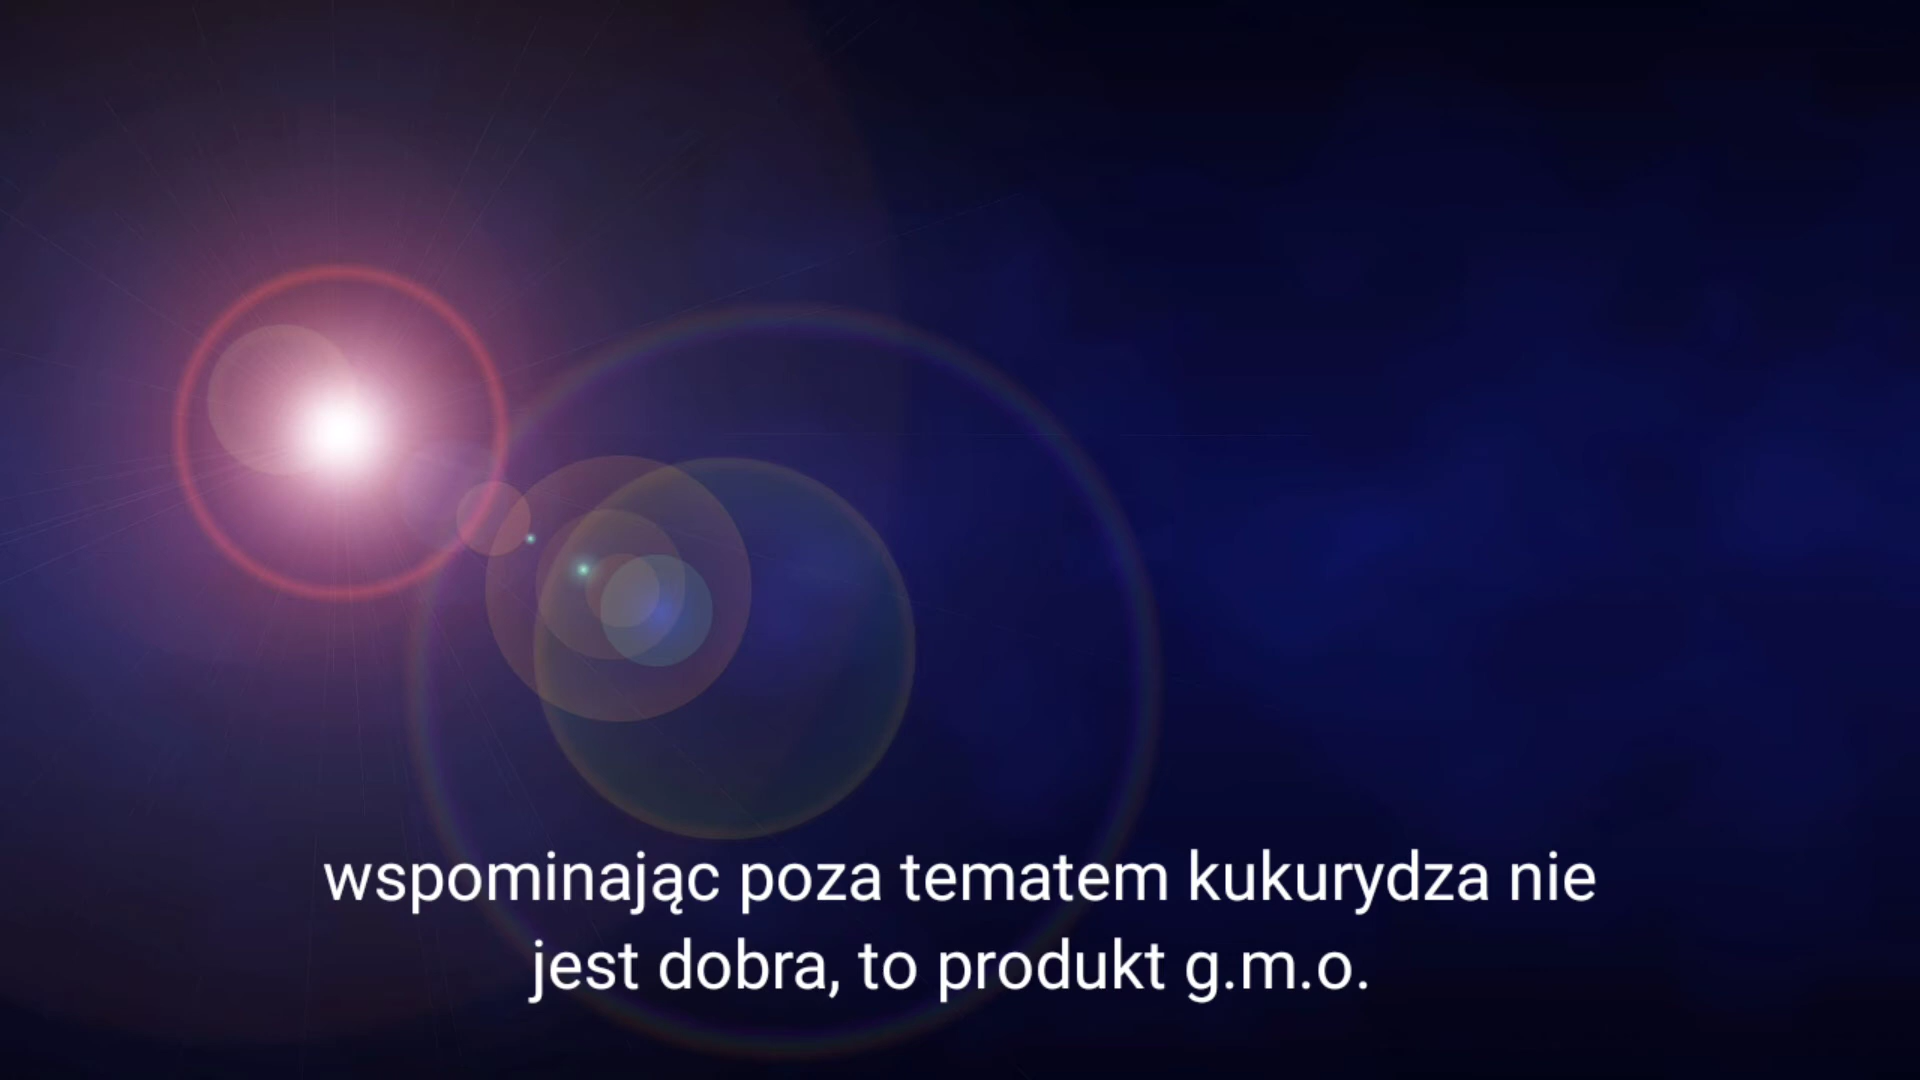 wspominając poza tematem kukurydza nie
jest dobra, to produkt g.m.o.